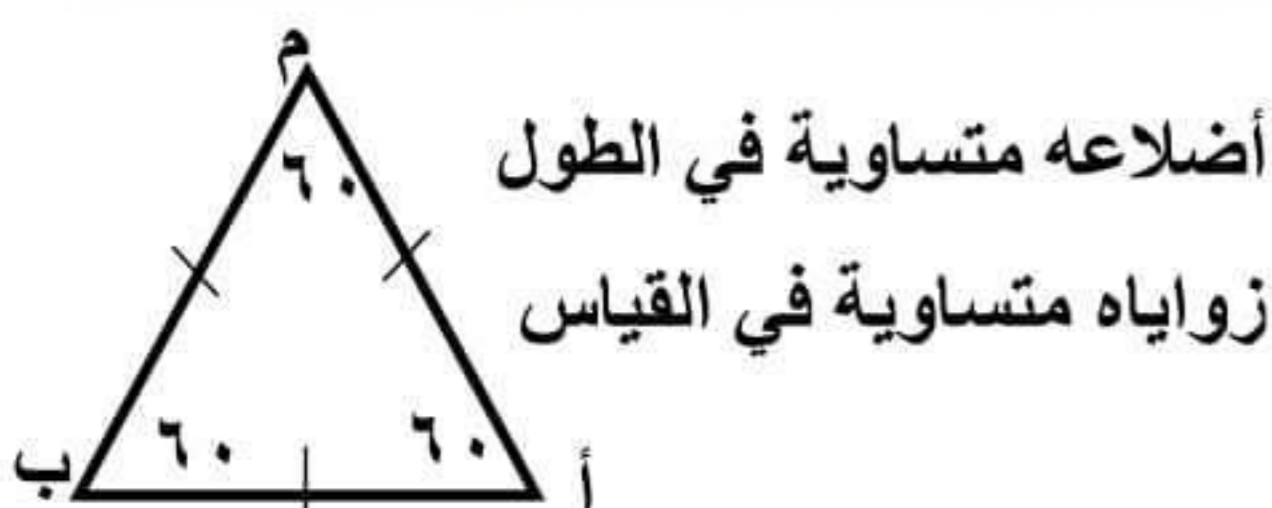 م
أضلاعه متساوية في الطول
٦٠
زواياه متساوية في القياس
٦٠ ٦٠
أ ب